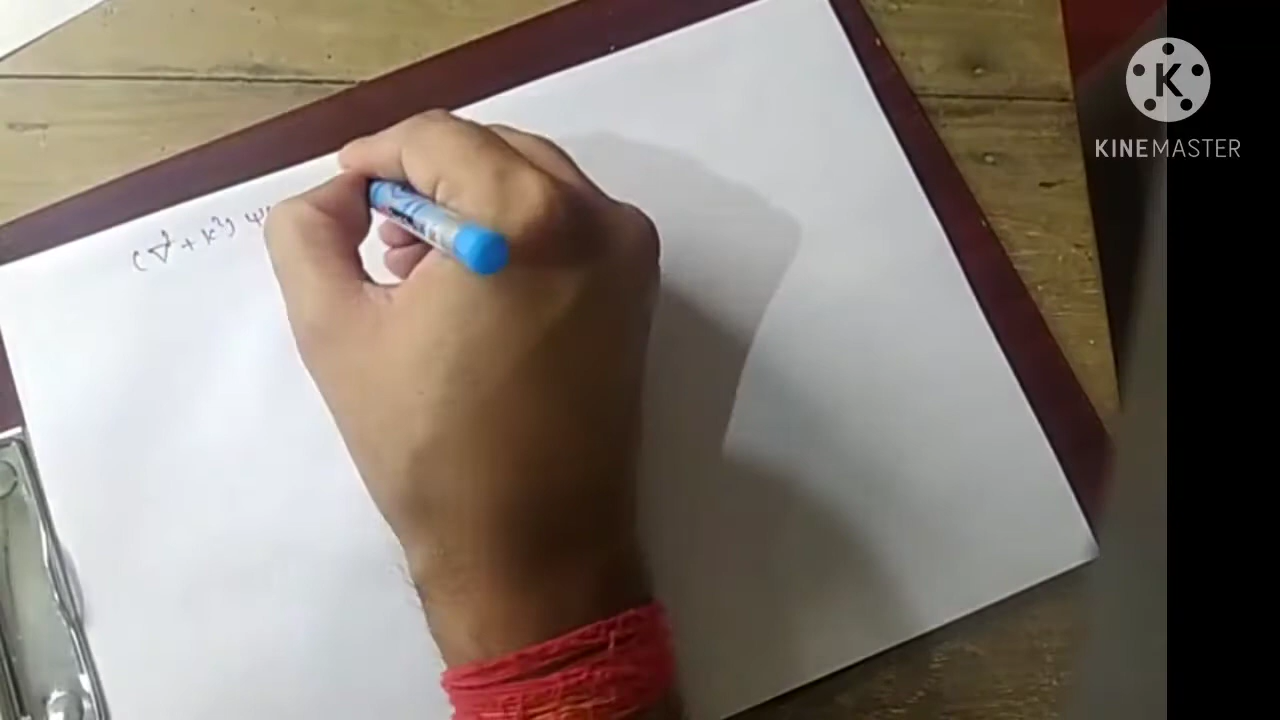 (∇² + k²) ψ
K
KINEMASTER